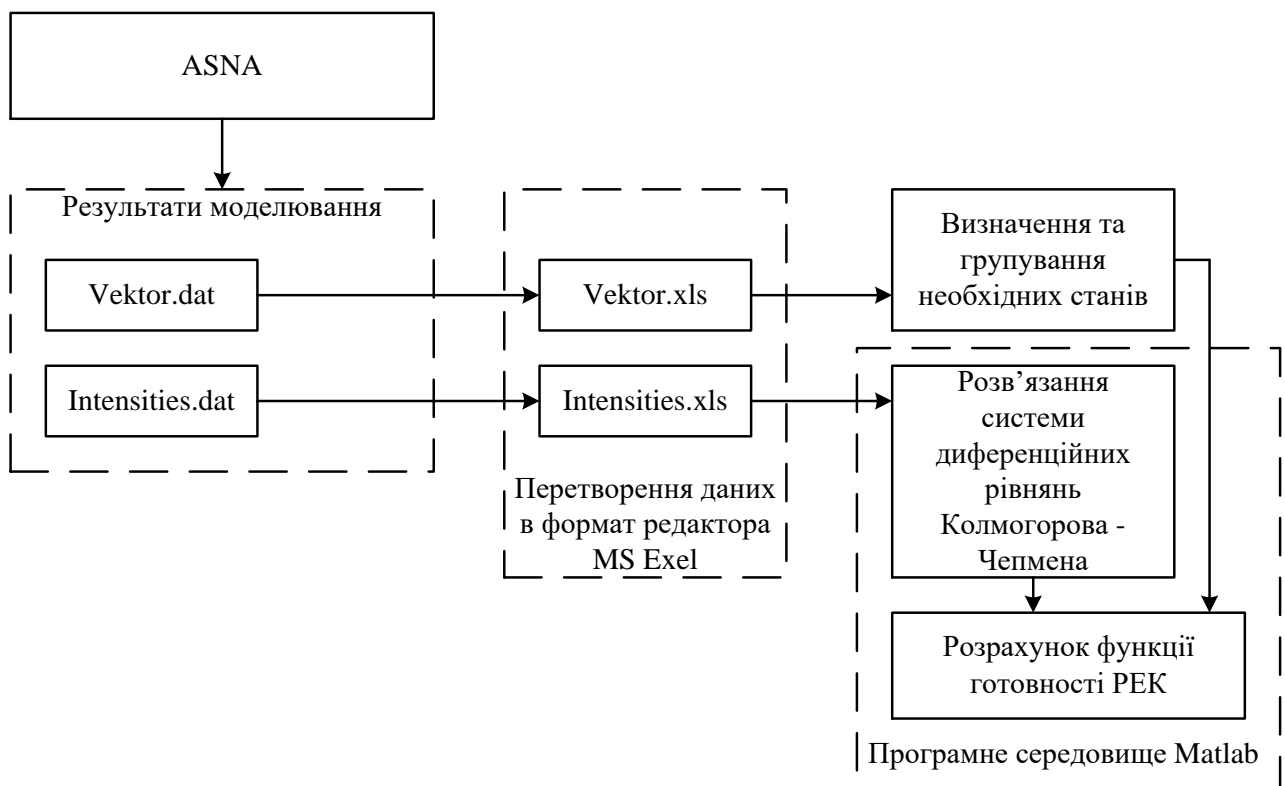 ASNA
Результати моделювання
Vektor.dat
Intensities.dat
Vektor.xls
Intensities.xls
Перетворення даних
в формат редактора
MS Exel
Визначення та
групування
необхідних станів
Розв’язання
системи
диференційних
рівнянь
Колмогорова -
Чепмена
Розрахунок функції
готовності РЕК
Програмне середовище Matlab